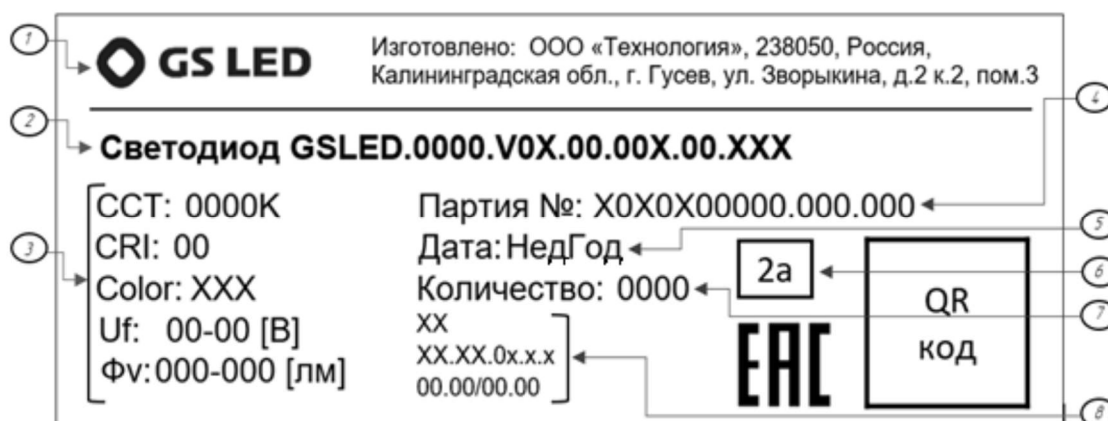 1
GS LED
Изготовлено: ООО «Технология», 238050, Россия,
Калининградская обл., г. Гусев, ул. Зворыкина, д.2 к.2, пом.3
4
2
Светодиод GSLED.0000.V0X.00.00X.00.XXX
3
CCT: 0000K
CRI: 00
Color: XXX
Uf: 00-00 [В]
Фv:000-000 [лм]
Партия №: X0X0X00000.000.000
Дата: НедГод
Количество: 0000
XX
XX.XX.0x.x.x
00.00/00.00
2a
EAC
QR
код
5
6
7
8